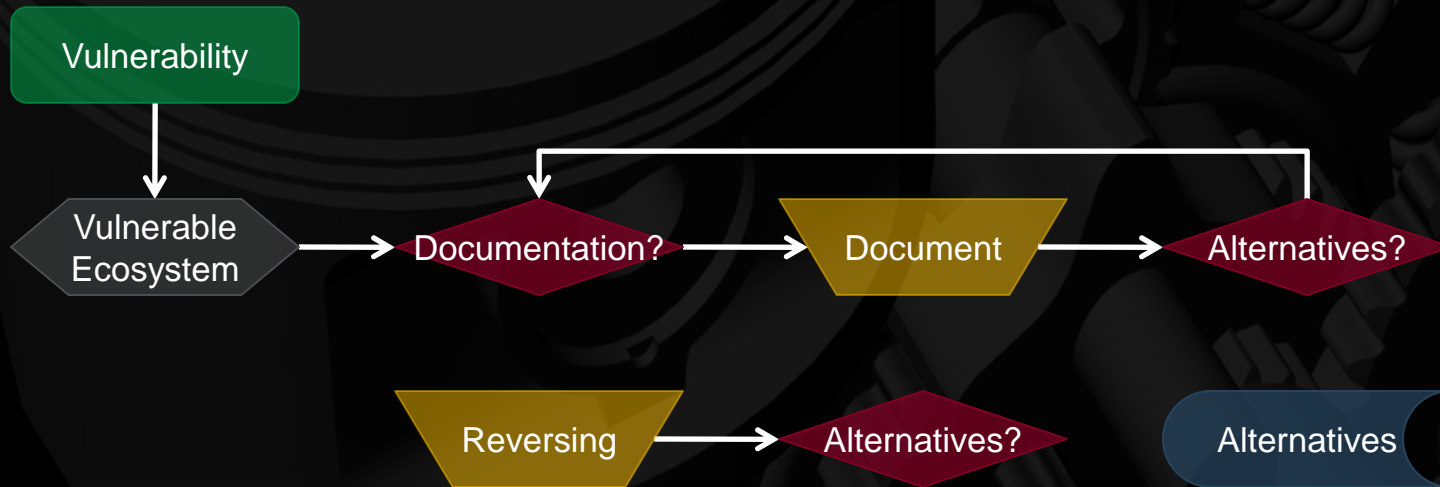 Vulnerability
Vulnerable
Ecosystem
Documentation?
Document
Alternatives?
Reversing
Alternatives?
Alternatives